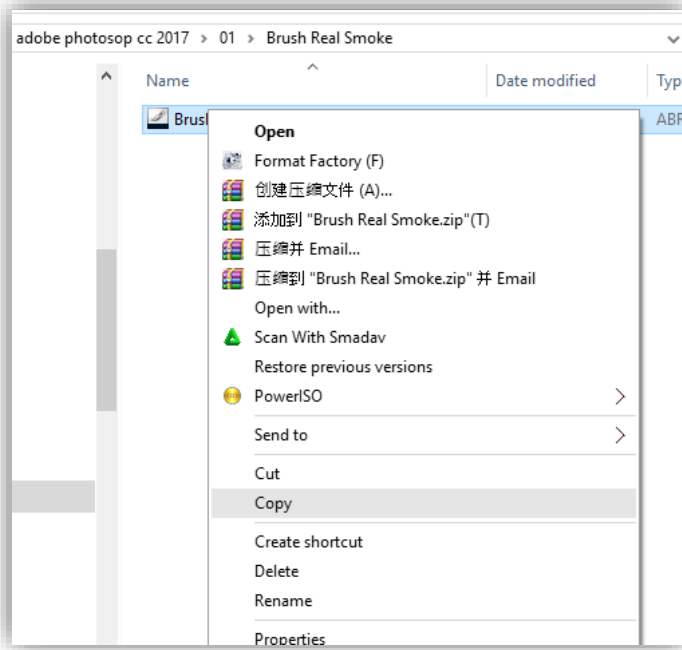 adobe photosop cc 2017 > 01 > Brush Real Smoke
Name Date modified Typ
Brush ABR
Open
Format Factory (F)
创建压缩文件 (A)...
添加到 "Brush Real Smoke.zip"(T)
压缩并 Email...
压缩到 "Brush Real Smoke.zip" 并 Email
Open with...
Scan With Smadav
Restore previous versions
PowerISO
Send to
Cut
Copy
Create shortcut
Delete
Rename
Properties